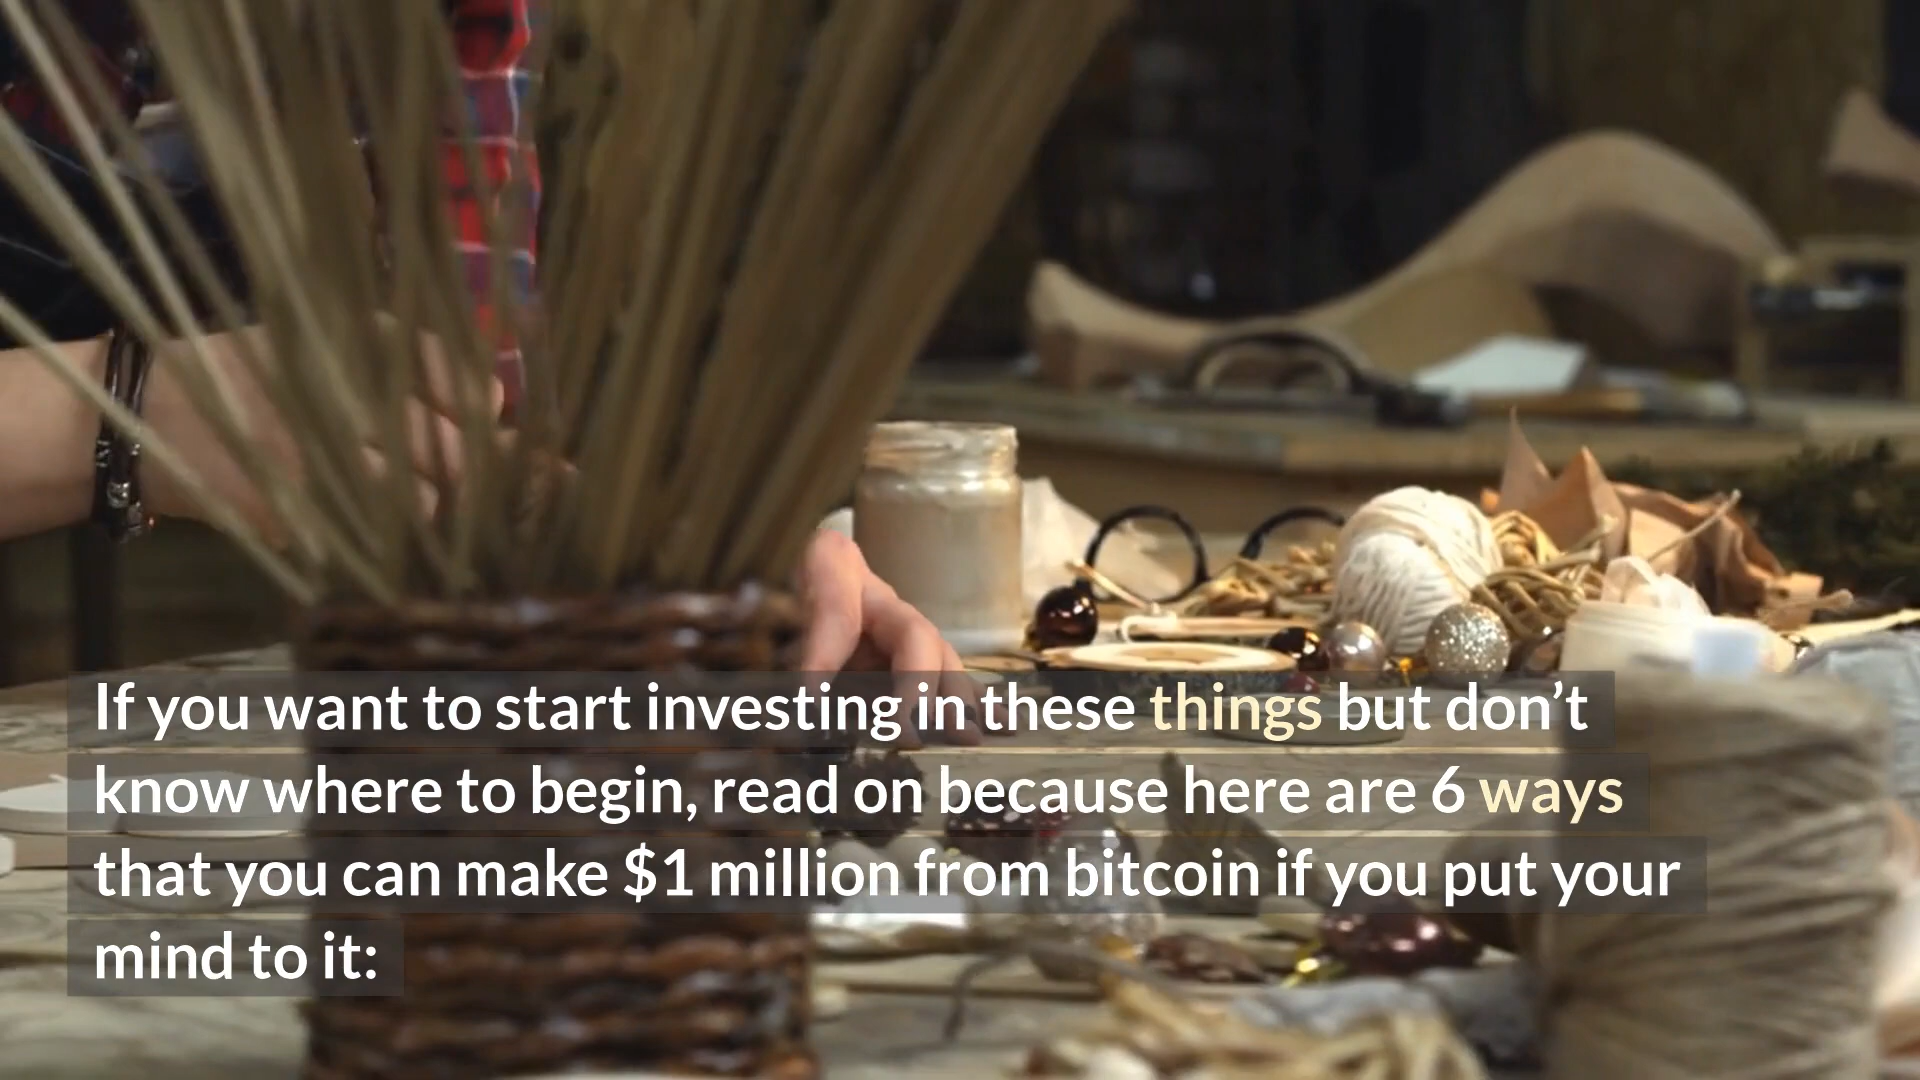 If you want to start investing in these things but don’t
know where to begin, read on because here are 6 ways
that you can make $1 million from bitcoin if you put your
mind to it: